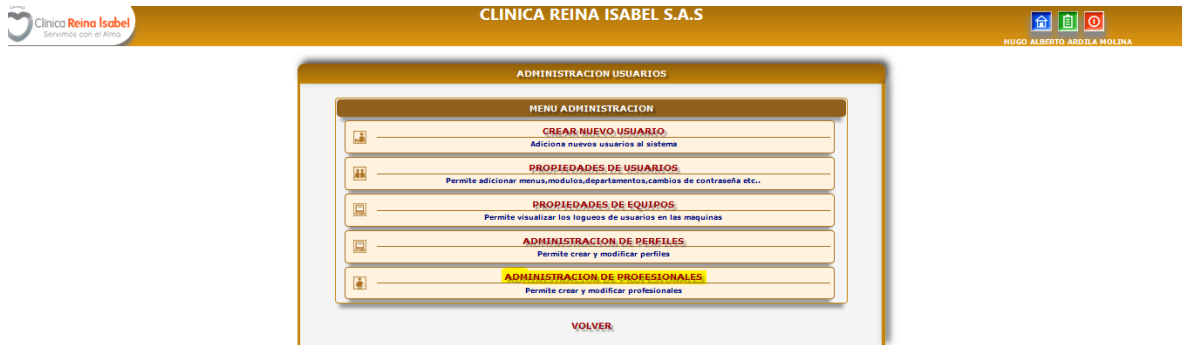 Clínica Reina Isabel
Servimos con el Alma
CLINICA REINA ISABEL S.A.S
HUGO ALBERTO ARDILA MOLINA
ADMINISTRACION USUARIOS
MENU ADMINISTRACION
CREAR NUEVO USUARIO
Adiciona nuevos usuarios al sistema
PROPIEDADES DE USUARIOS
Permite adicionar menus,modulos,departamentos,cambios de contraseña etc..
PROPIEDADES DE EQUIPOS
Permite visualizar los logueos de usuarios en las maquinas
ADMINISTRACION DE PERFILES
Permite crear y modificar perfiles
ADMINISTRACION DE PROFESIONALES
Permite crear y modificar profesionales
VOLVER